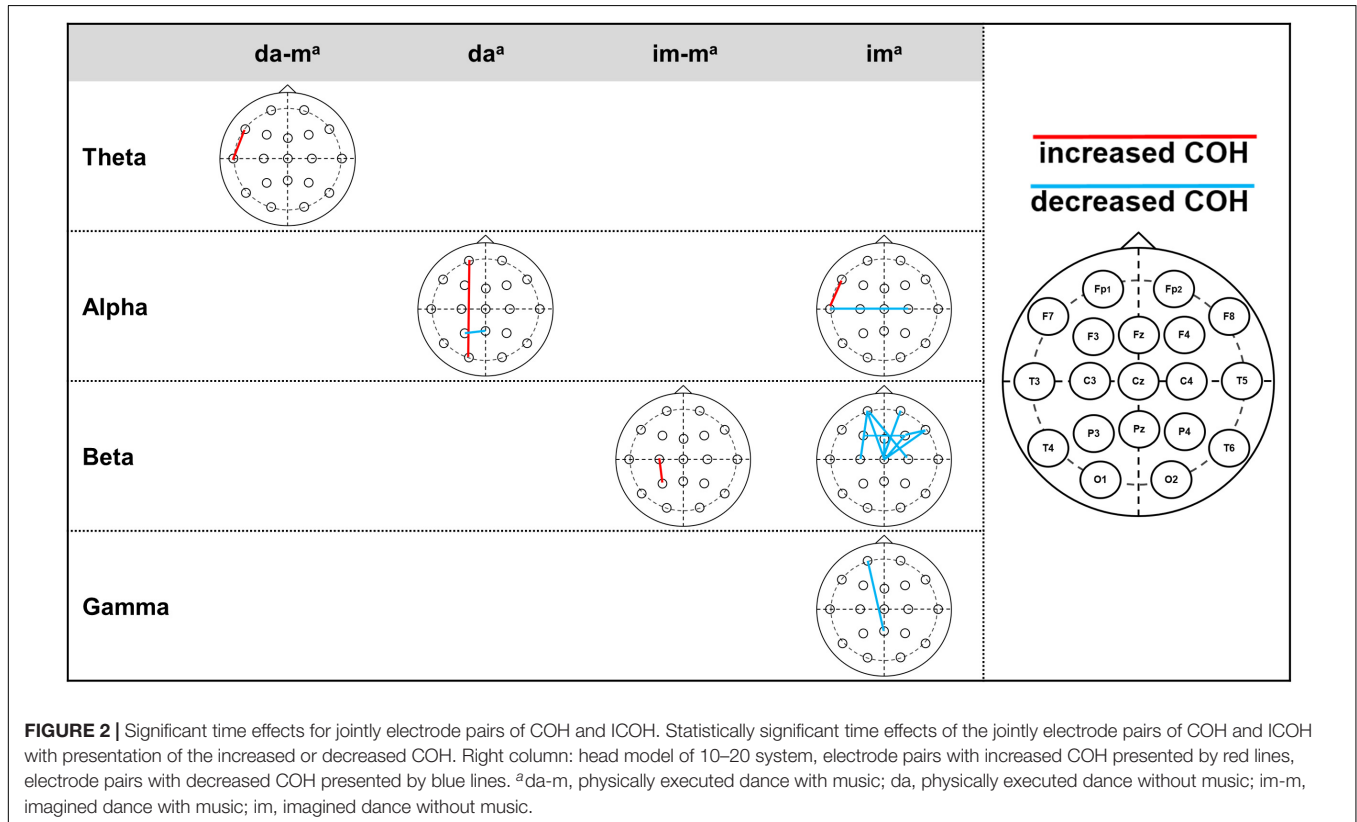 da-mᵃ daᵃ im-mᵃ imᵃ
Theta
Alpha
Beta
Gamma
increased COH
decreased COH
Fp1 Fp2
F7 F8
F3 Fz F4
T3 C3 Cz C4 T5
P3 Pz P4
T4 T6
O1 O2
FIGURE 2 | Significant time effects for jointly electrode pairs of COH and ICOH. Statistically significant time effects of the jointly electrode pairs of COH and ICOH
with presentation of the increased or decreased COH. Right column: head model of 10–20 system, electrode pairs with increased COH presented by red lines,
electrode pairs with decreased COH presented by blue lines. ᵃda-m, physically executed dance with music; da, physically executed dance without music; im-m,
imagined dance with music; im, imagined dance without music.